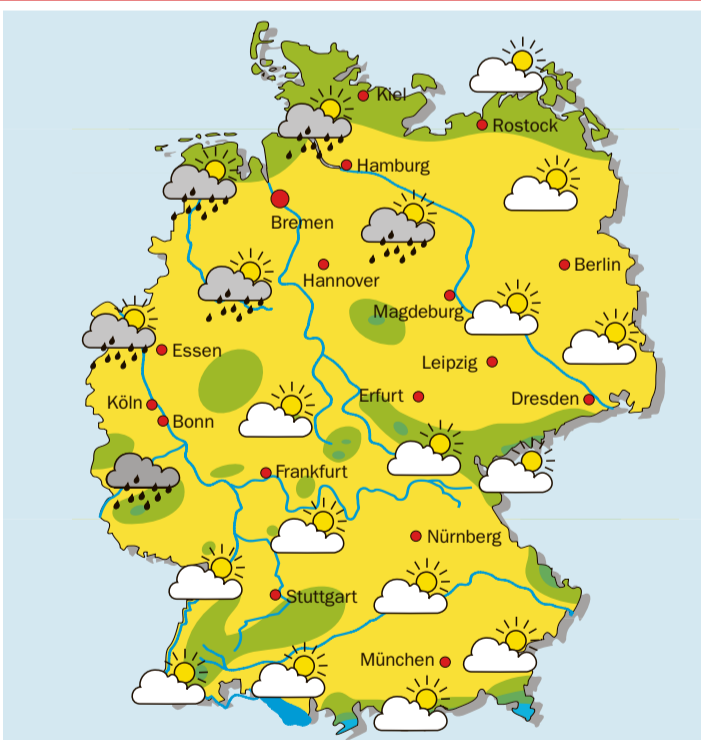 Kiel
Rostock
Hamburg
Bremen
Berlin
Hannover
Magdeburg
Essen
Leipzig
Erfurt
Dresden
Köln
Bonn
Frankfurt
Nürnberg
Stuttgart
München